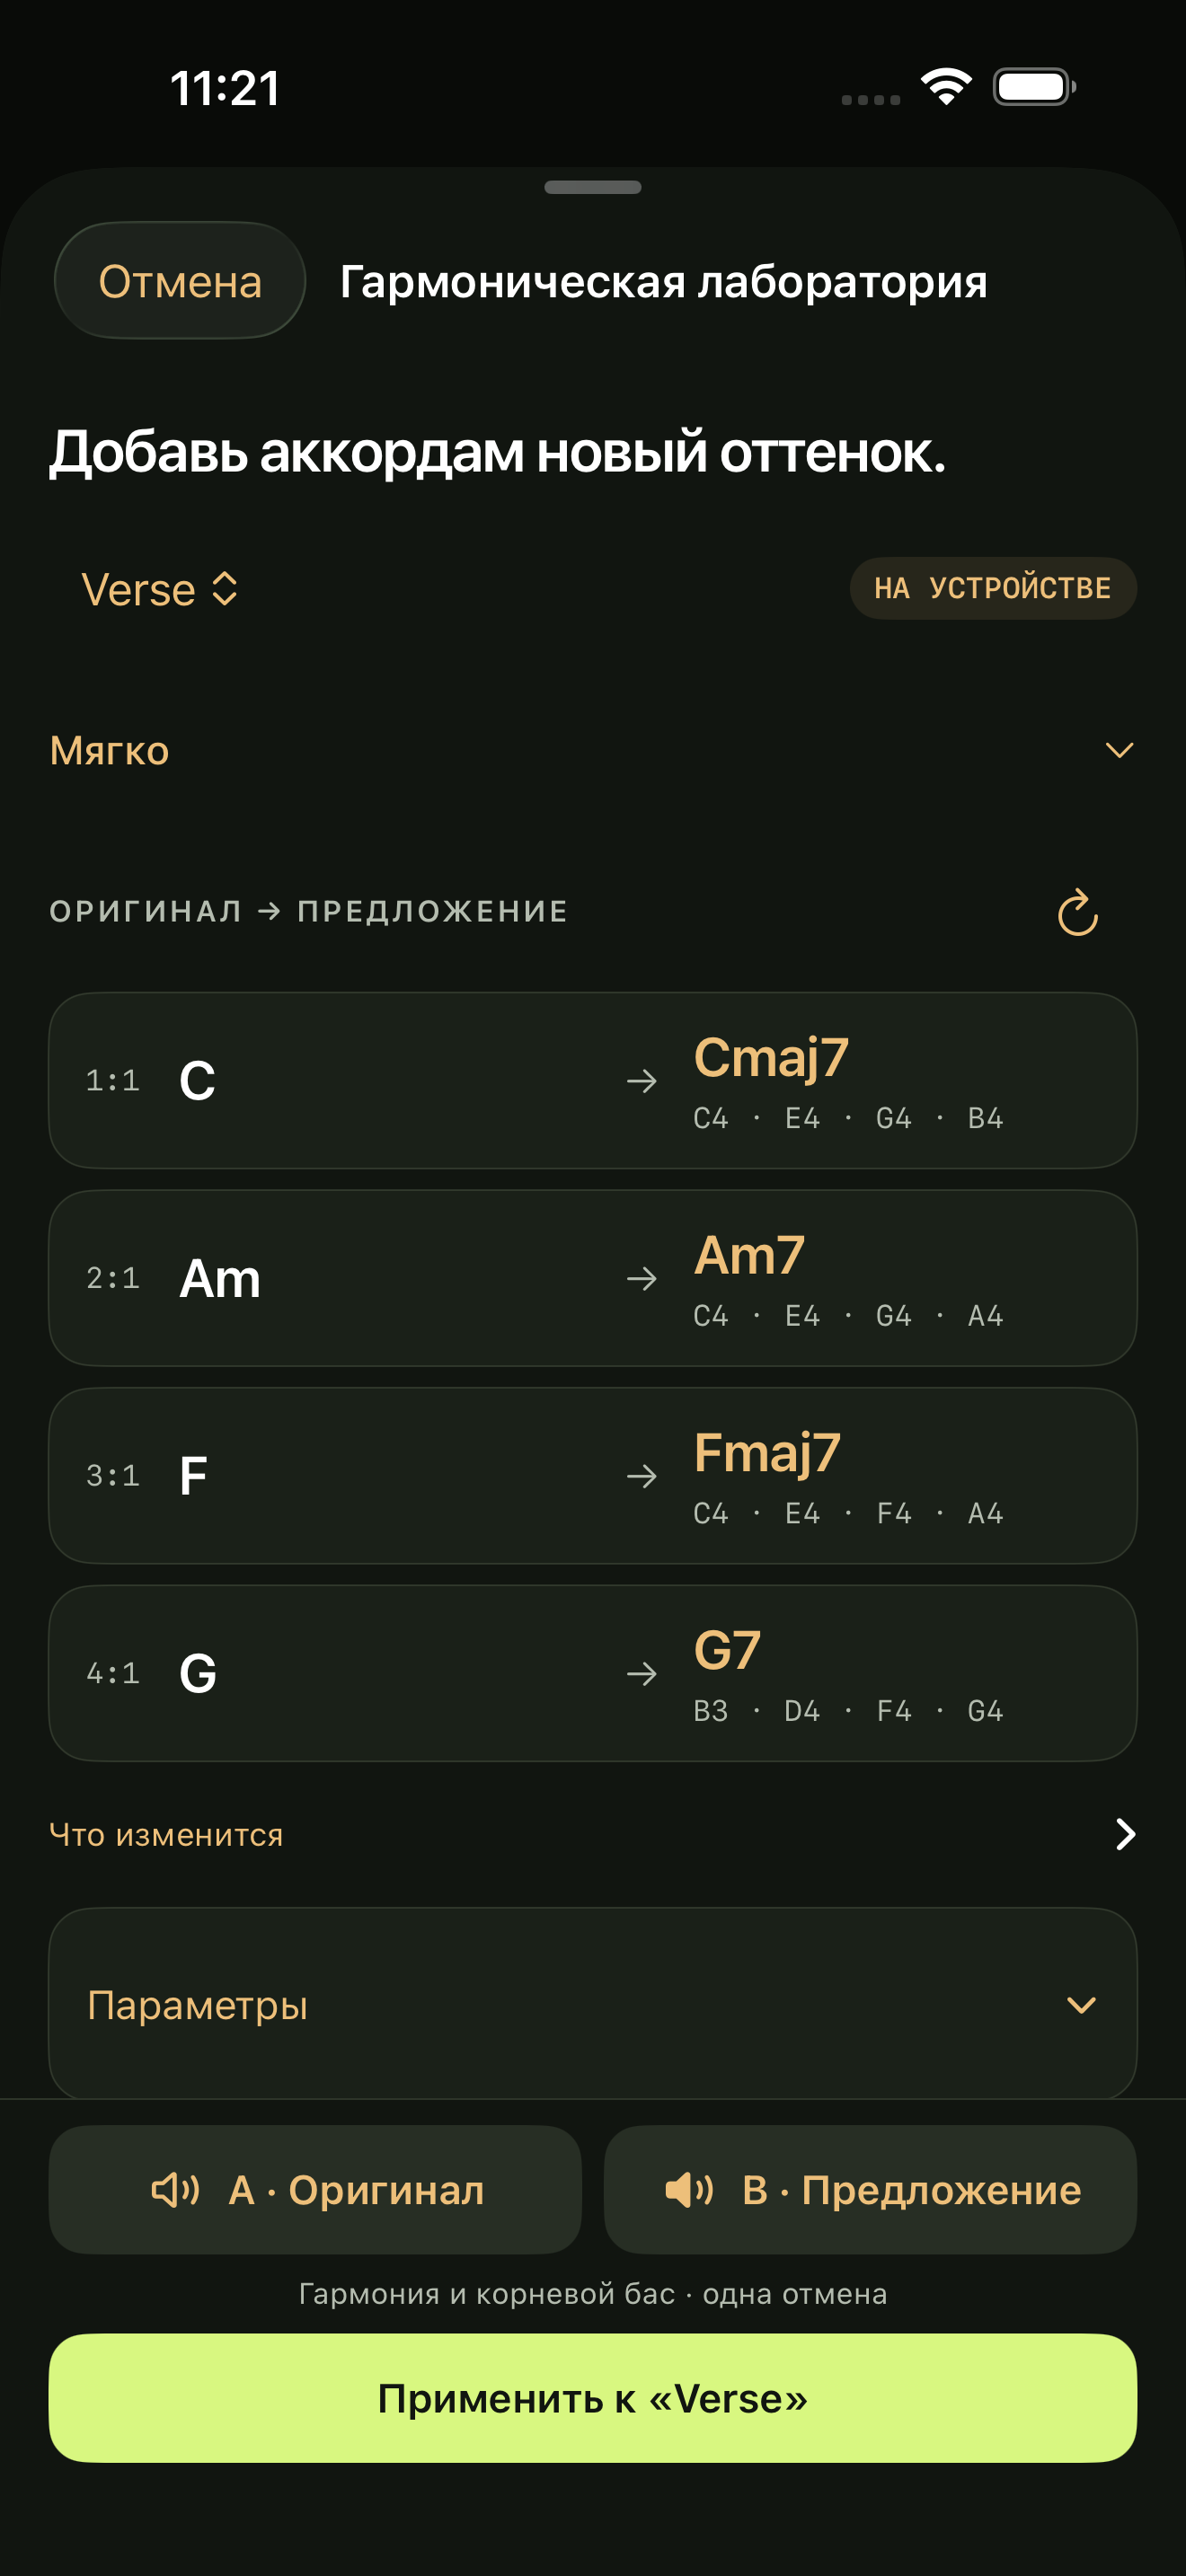 11:21
Отмена
Гармоническая лаборатория
Добавь аккордам новый оттенок.
Verse
НА УСТРОЙСТВЕ
Мягко
ОРИГИНАЛ → ПРЕДЛОЖЕНИЕ
1:1 C → Cmaj7
C4 · E4 · G4 · B4
2:1 Am → Am7
C4 · E4 · G4 · A4
3:1 F → Fmaj7
C4 · E4 · F4 · A4
4:1 G → G7
B3 · D4 · F4 · G4
Что изменится
Параметры
A · Оригинал
B · Предложение
Гармония и корневой бас · одна отмена
Применить к «Verse»